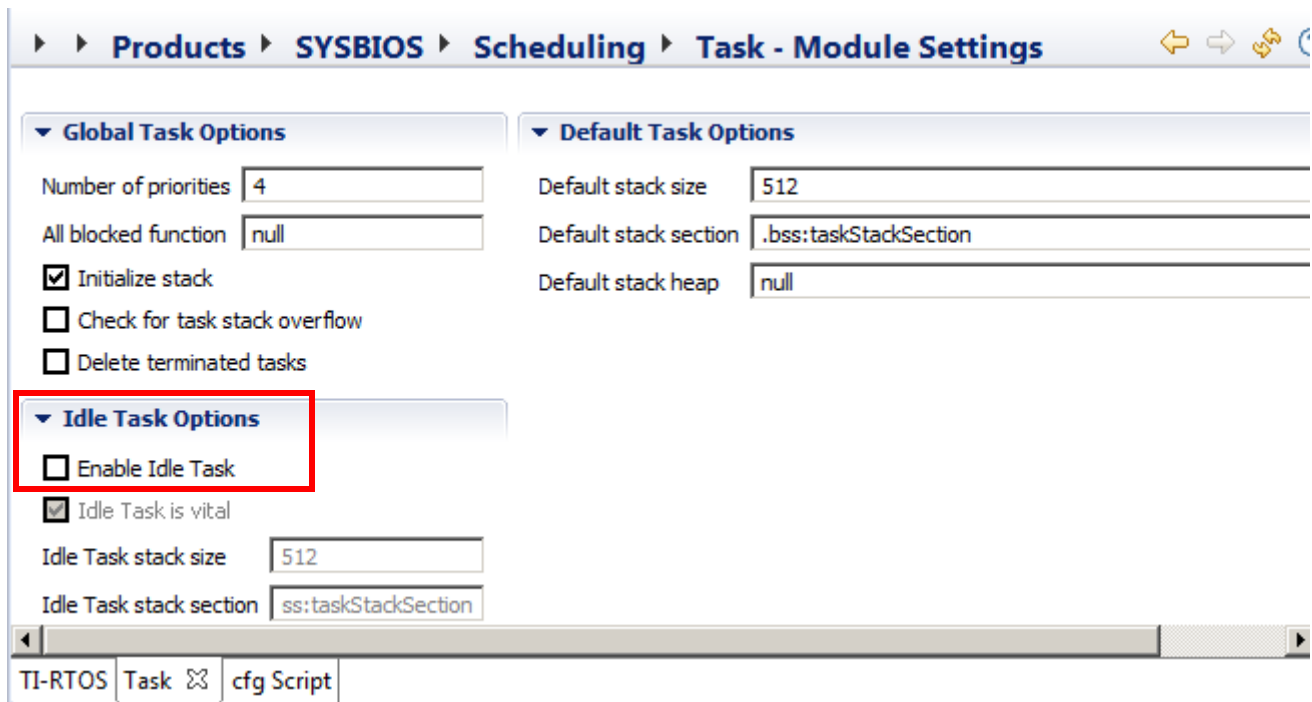 Products SYSBIOS Scheduling Task - Module Settings
Global Task Options
Number of priorities 4
All blocked function null
Initialize stack
Check for task stack overflow
Delete terminated tasks
Default Task Options
Default stack size 512
Default stack section .bss:taskStackSection
Default stack heap null
Idle Task Options
Enable Idle Task
Idle Task is vital
Idle Task stack size 512
Idle Task stack section ss:taskStackSection
TI-RTOS Task cfg Script